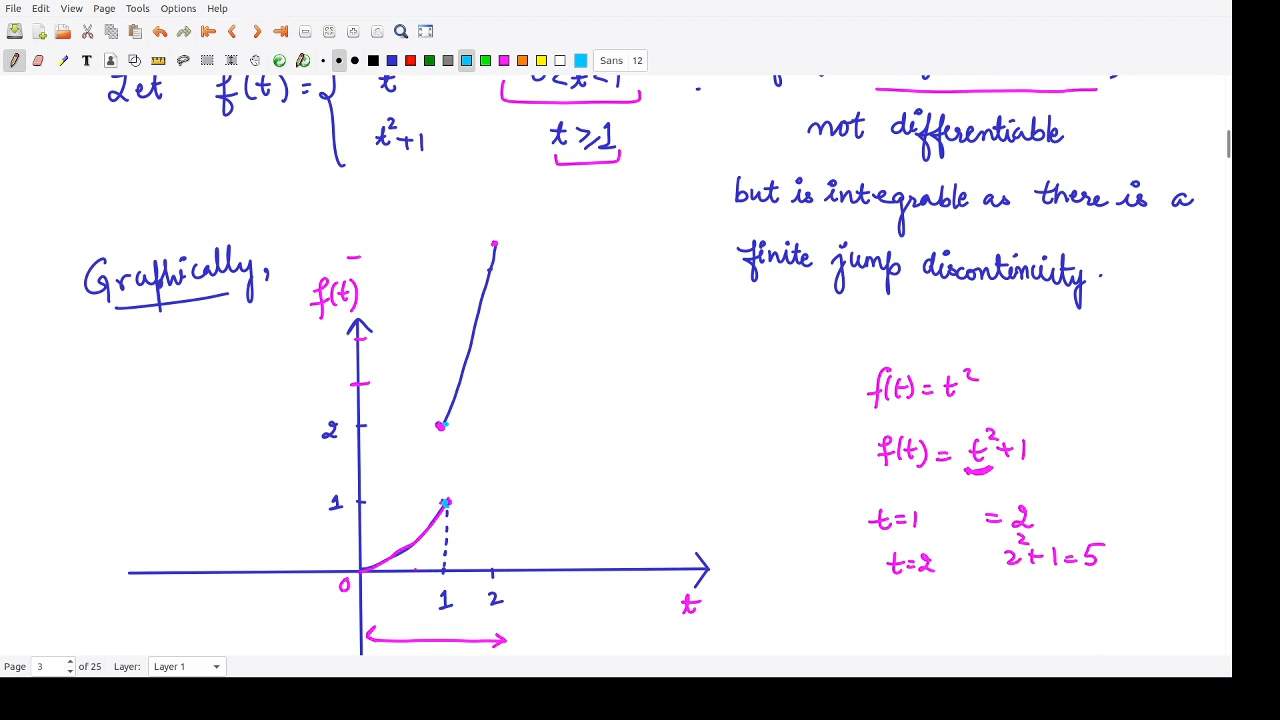 File Edit View Page Tools Options Help
T Sans 12
Let f(t) = { t 0<t<1
t²+1 t ≥ 1
not differentiable
but is integrable as there is a
finite jump discontinuity.
Graphically,
f(t)
2
1
0
1 2
t
f(t) = t²
f(t) = t²+1
t=1 = 2
t=2 2²+1=5
Page 3 of 25 Layer: Layer 1